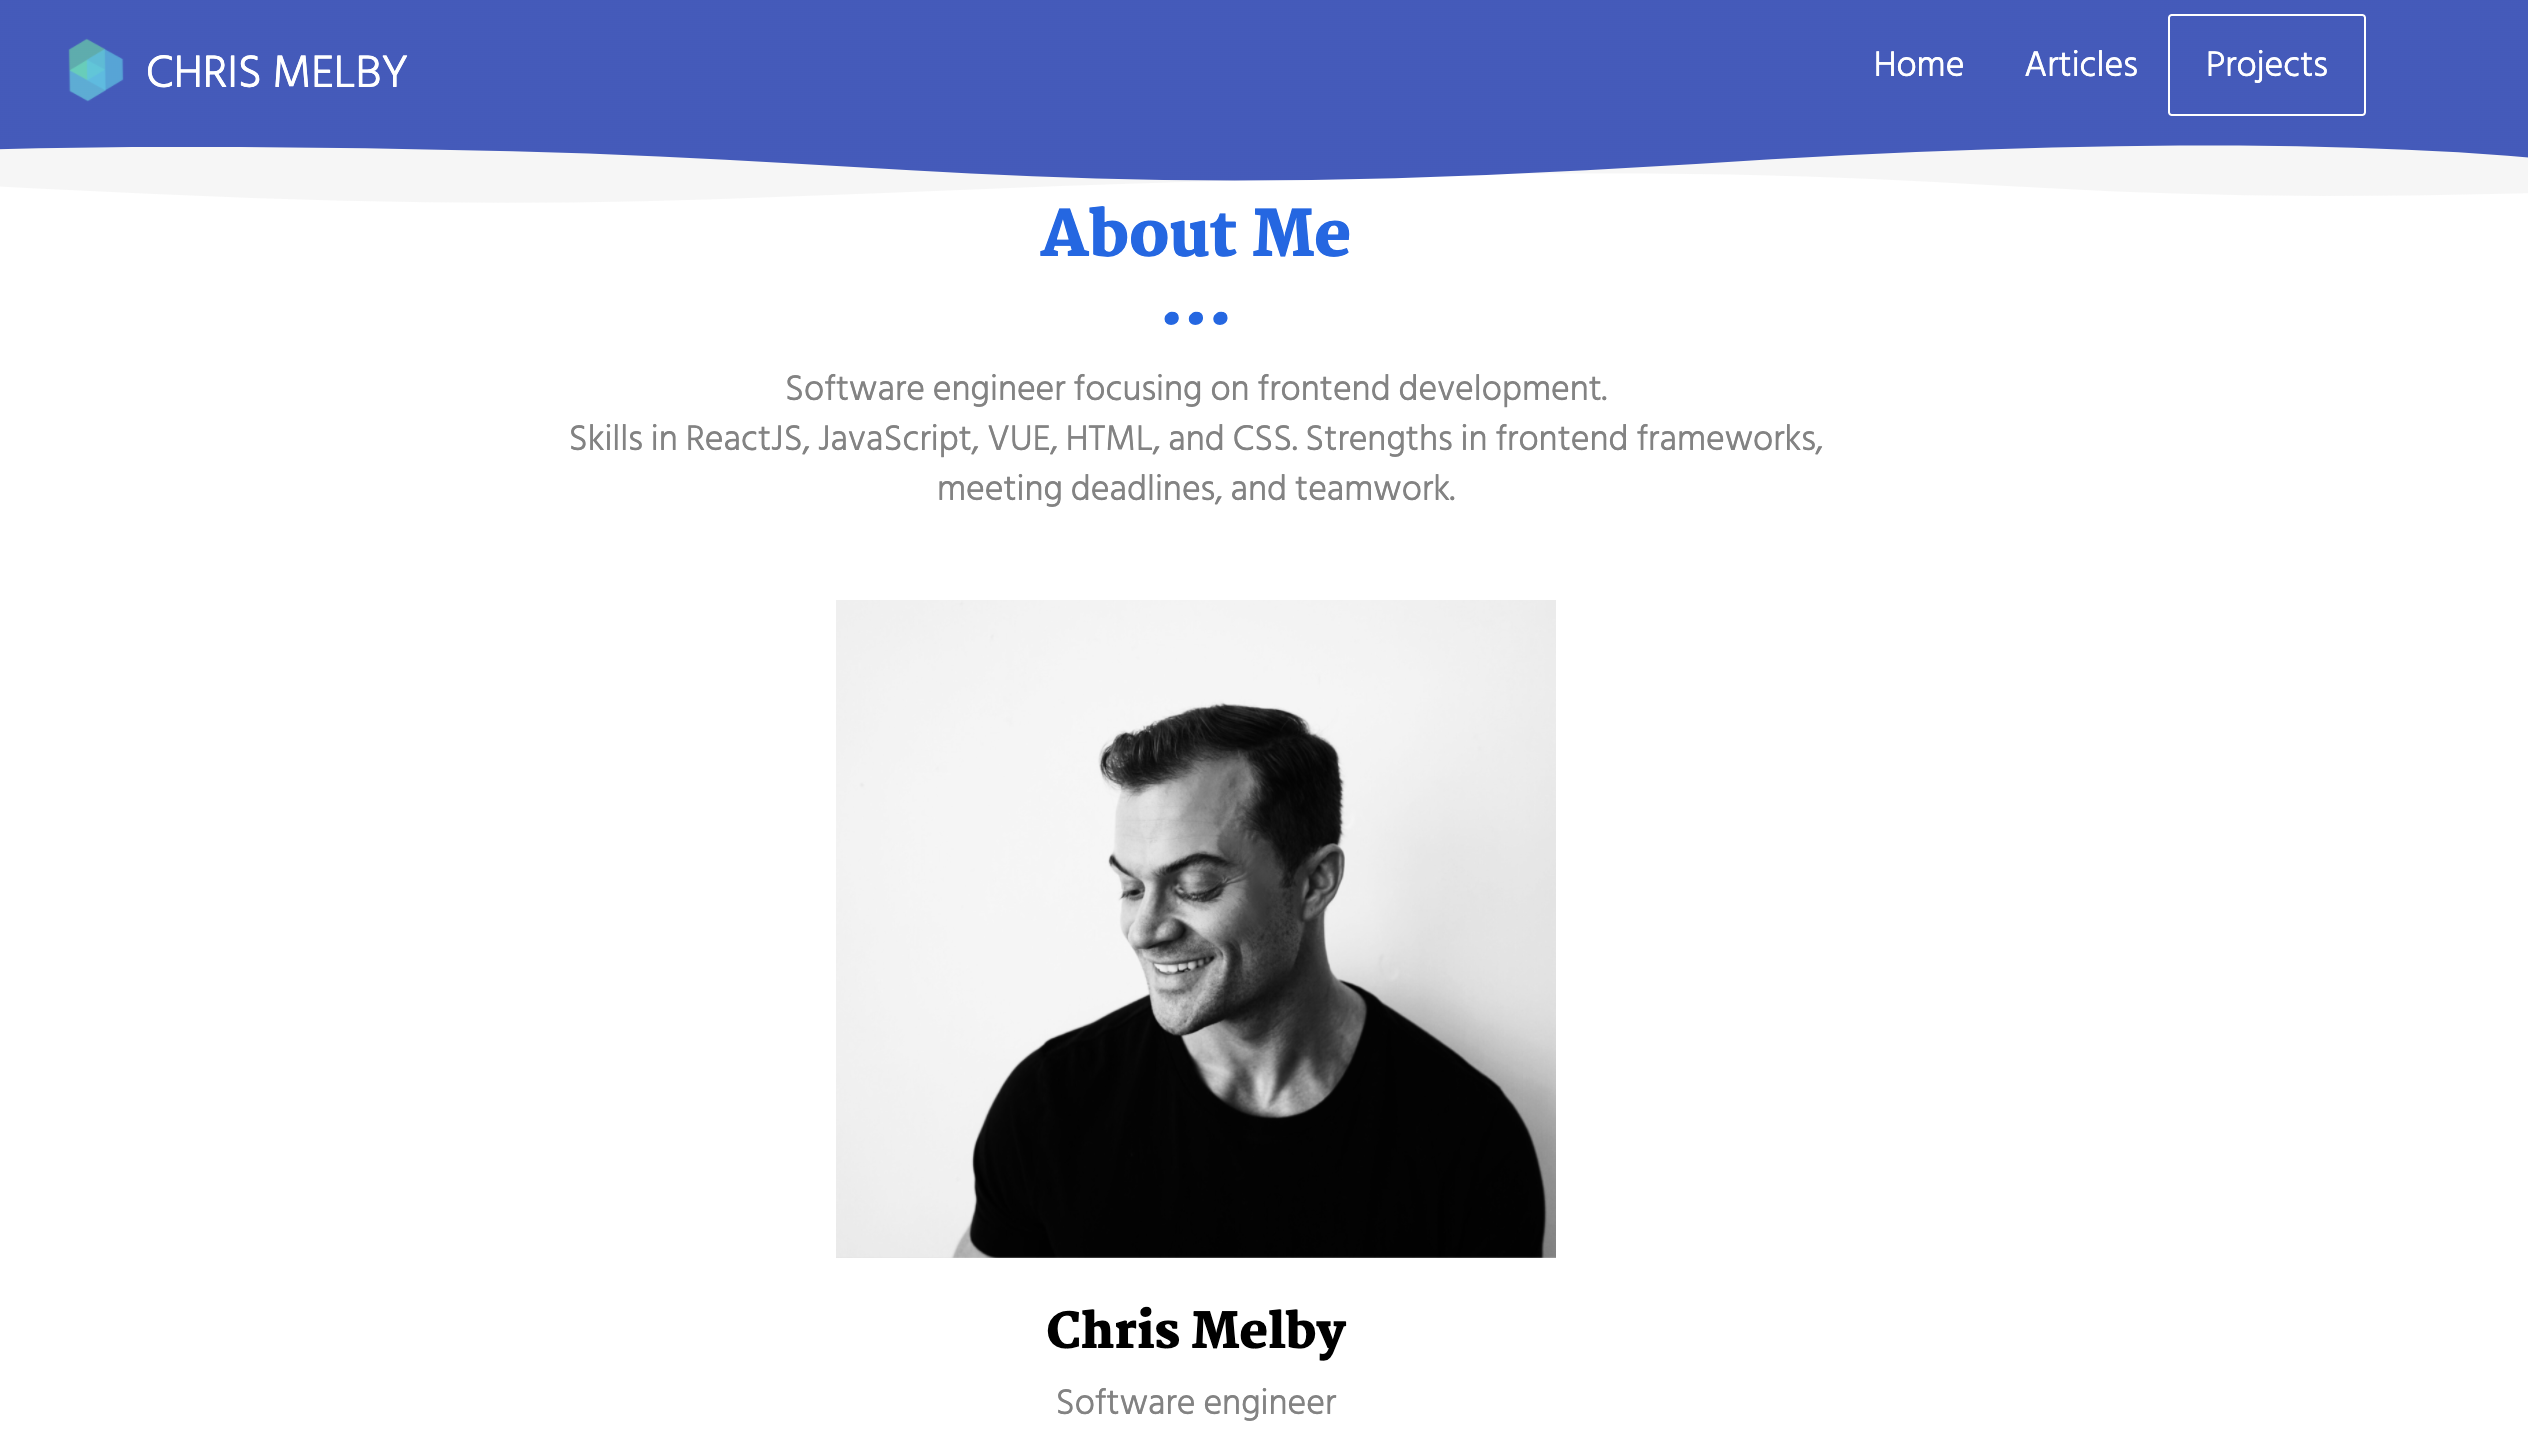 CHRIS MELBY
Home Articles Projects
About Me
...
Software engineer focusing on frontend development.
Skills in ReactJS, JavaScript, VUE, HTML, and CSS. Strengths in frontend frameworks,
meeting deadlines, and teamwork.
Chris Melby
Software engineer